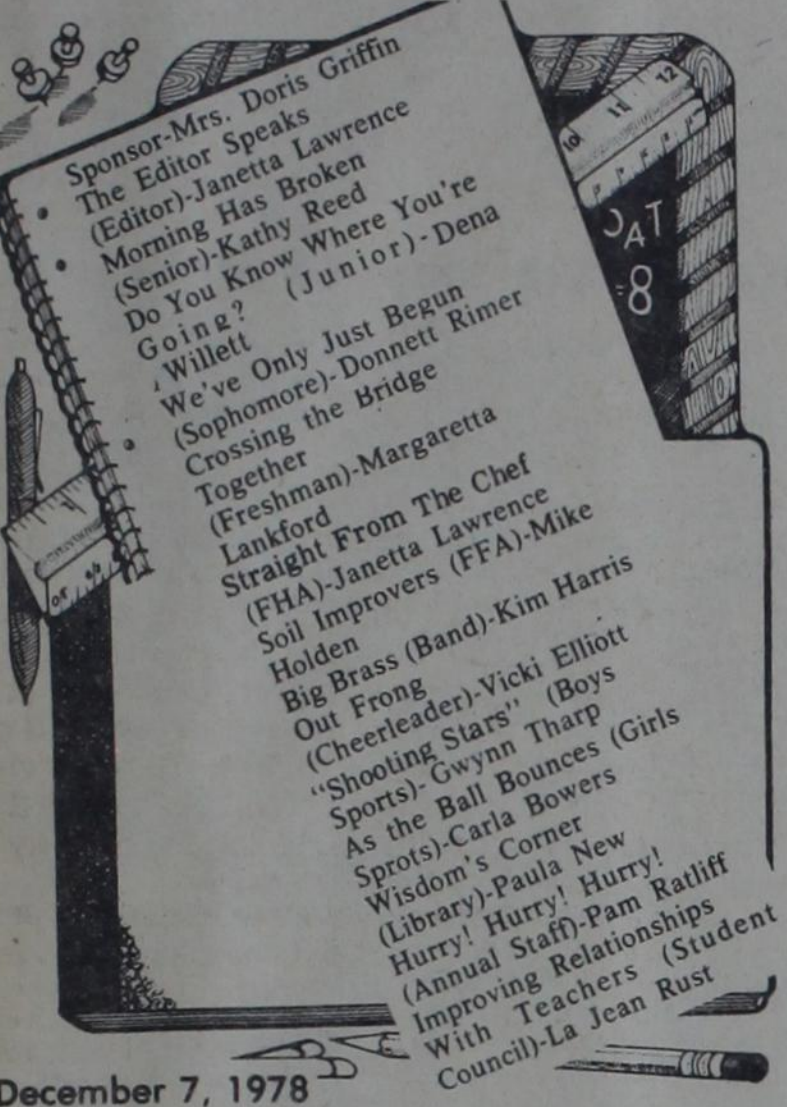 Sponsor-Mrs. Doris Griffin
The Editor Speaks
(Editor)-Janetta Lawrence
Morning Has Broken
(Senior)-Kathy Reed
Do You Know Where You're
Going? (Junior)-Dena
Willett
We've Only Just Begun
(Sophomore)-Donnett Rimer
Crossing the Bridge
Together
(Freshman)-Margaretta
Lankford
Straight From The Chef
(FHA)-Janetta Lawrence
Soil Improvers (FFA)-Mike
Holden
Big Brass (Band)-Kim Harris
Out Frong
(Cheerleader)-Vicki Elliott
"Shooting Stars" (Boys
Sports)-Gwynn Tharp
As the Ball Bounces (Girls
Sprots)-Carla Bowers
Wisdom's Corner
(Library)-Paula New
Hurry! Hurry! Hurry!
(Annual Staff)-Pam Ratliff
Improving Relationships
With Teachers (Student
Council)-La Jean Rust
10 11 12
8
December 7, 1978